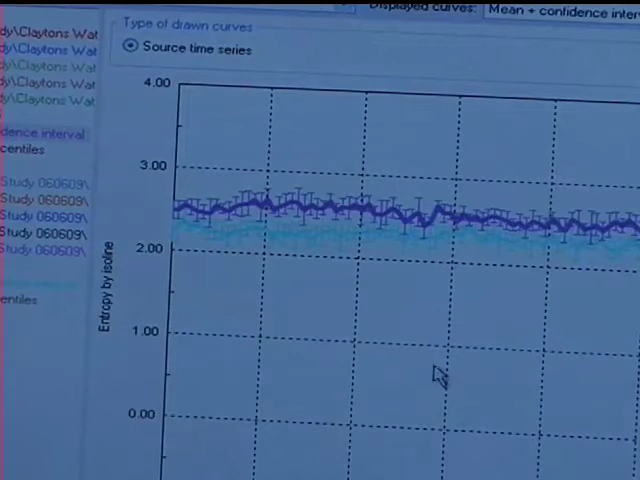 Displayed curves: Mean + confidence inter
Type of drawn curves
Source time series
dy\Claytons Wat
dy\Claytons Wat
dy\Claytons Wat
dy\Claytons Wat
dy\Claytons Wat
dence interval
centiles
Study 060609\
Study 060609\
Study 060609\
Study 060609\
Study 060609\
entiles
4.00
3.00
2.00
1.00
0.00
Entropy by isoline